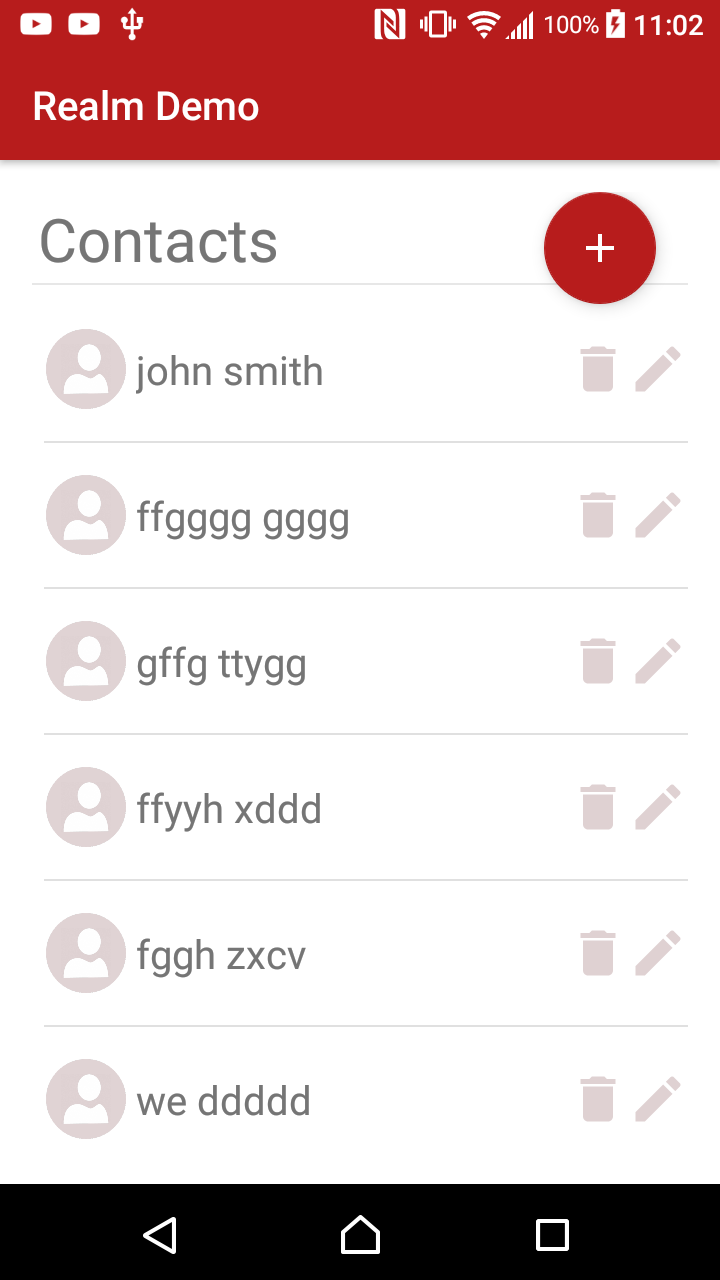 100% 11:02
Realm Demo
Contacts
john smith
ffgggg gggg
gffg ttygg
ffyyh xddd
fggh zxcv
we ddddd